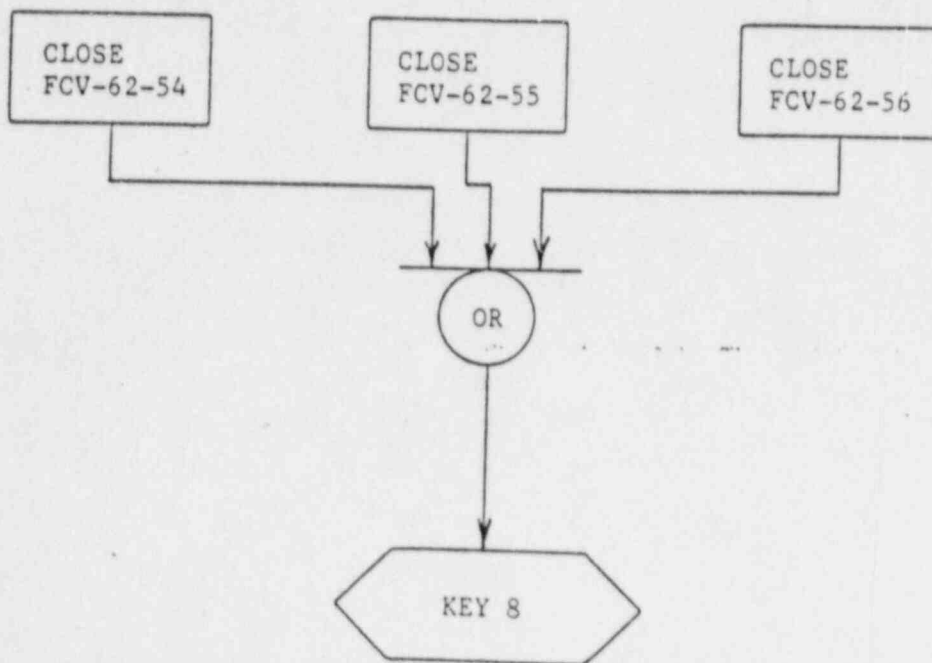 CLOSE
FCV-62-54
CLOSE
FCV-62-55
CLOSE
FCV-62-56
OR
KEY 8